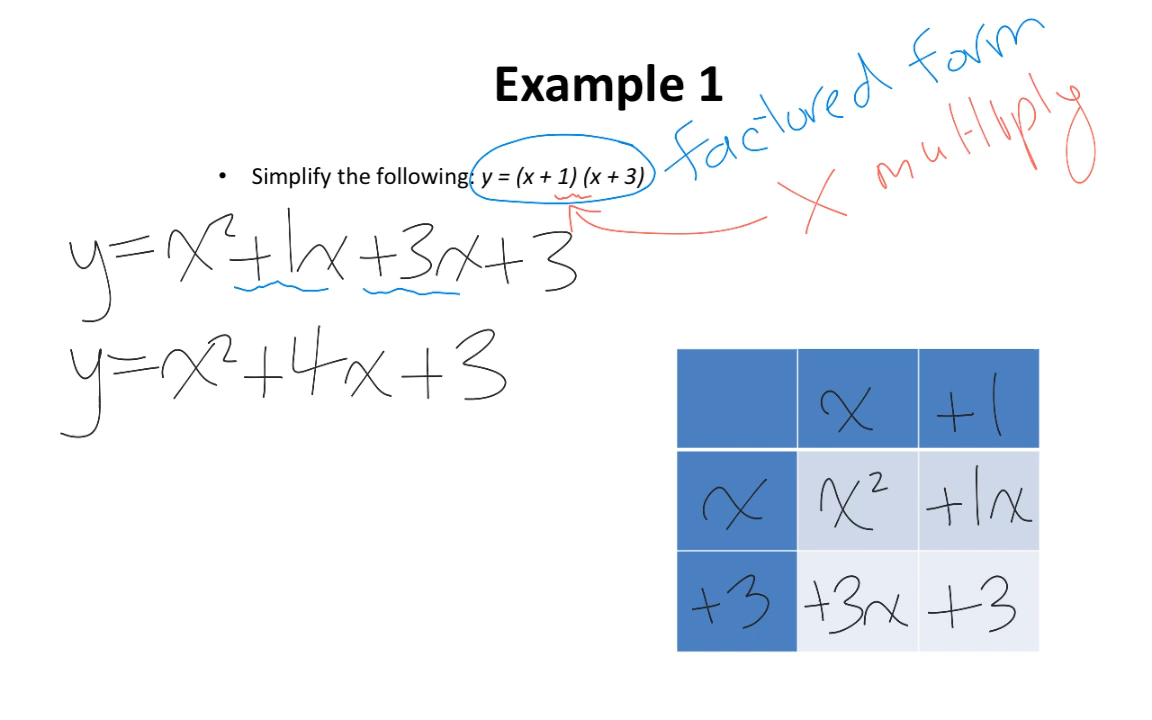 Example 1
factored form
X multiply
• Simplify the following: y = (x + 1) (x + 3)
y=x²+1x+3x+3
y=x²+4x+3
x +1
x x² +1x
+3 +3x +3